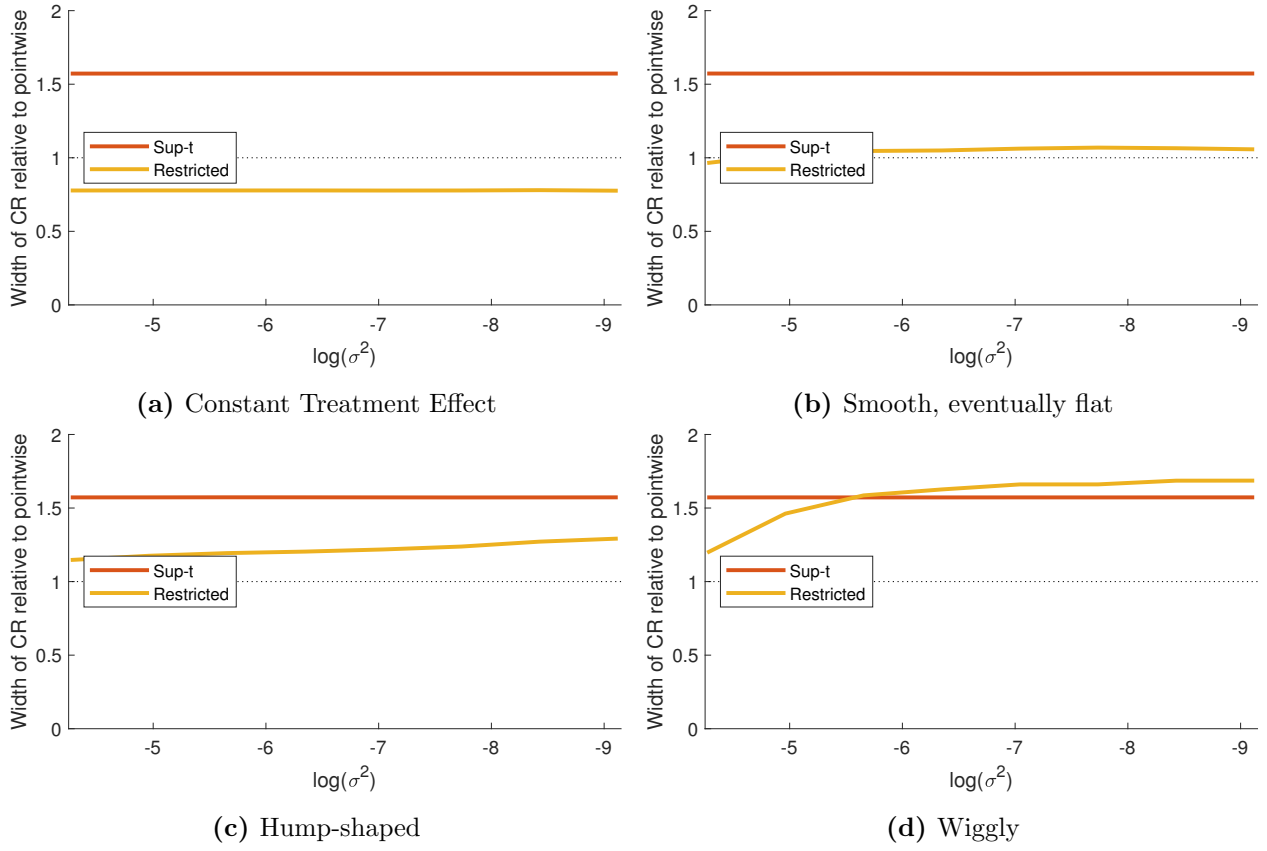 Width of CR relative to pointwise
2
1.5
1
0.5
0
Sup-t
Restricted
-5 -6 -7 -8 -9
log(σ²)
(a) Constant Treatment Effect
Width of CR relative to pointwise
2
1.5
1
0.5
0
Sup-t
Restricted
-5 -6 -7 -8 -9
log(σ²)
(b) Smooth, eventually flat
Width of CR relative to pointwise
2
1.5
1
0.5
0
Sup-t
Restricted
-5 -6 -7 -8 -9
log(σ²)
(c) Hump-shaped
Width of CR relative to pointwise
2
1.5
1
0.5
0
Sup-t
Restricted
-5 -6 -7 -8 -9
log(σ²)
(d) Wiggly